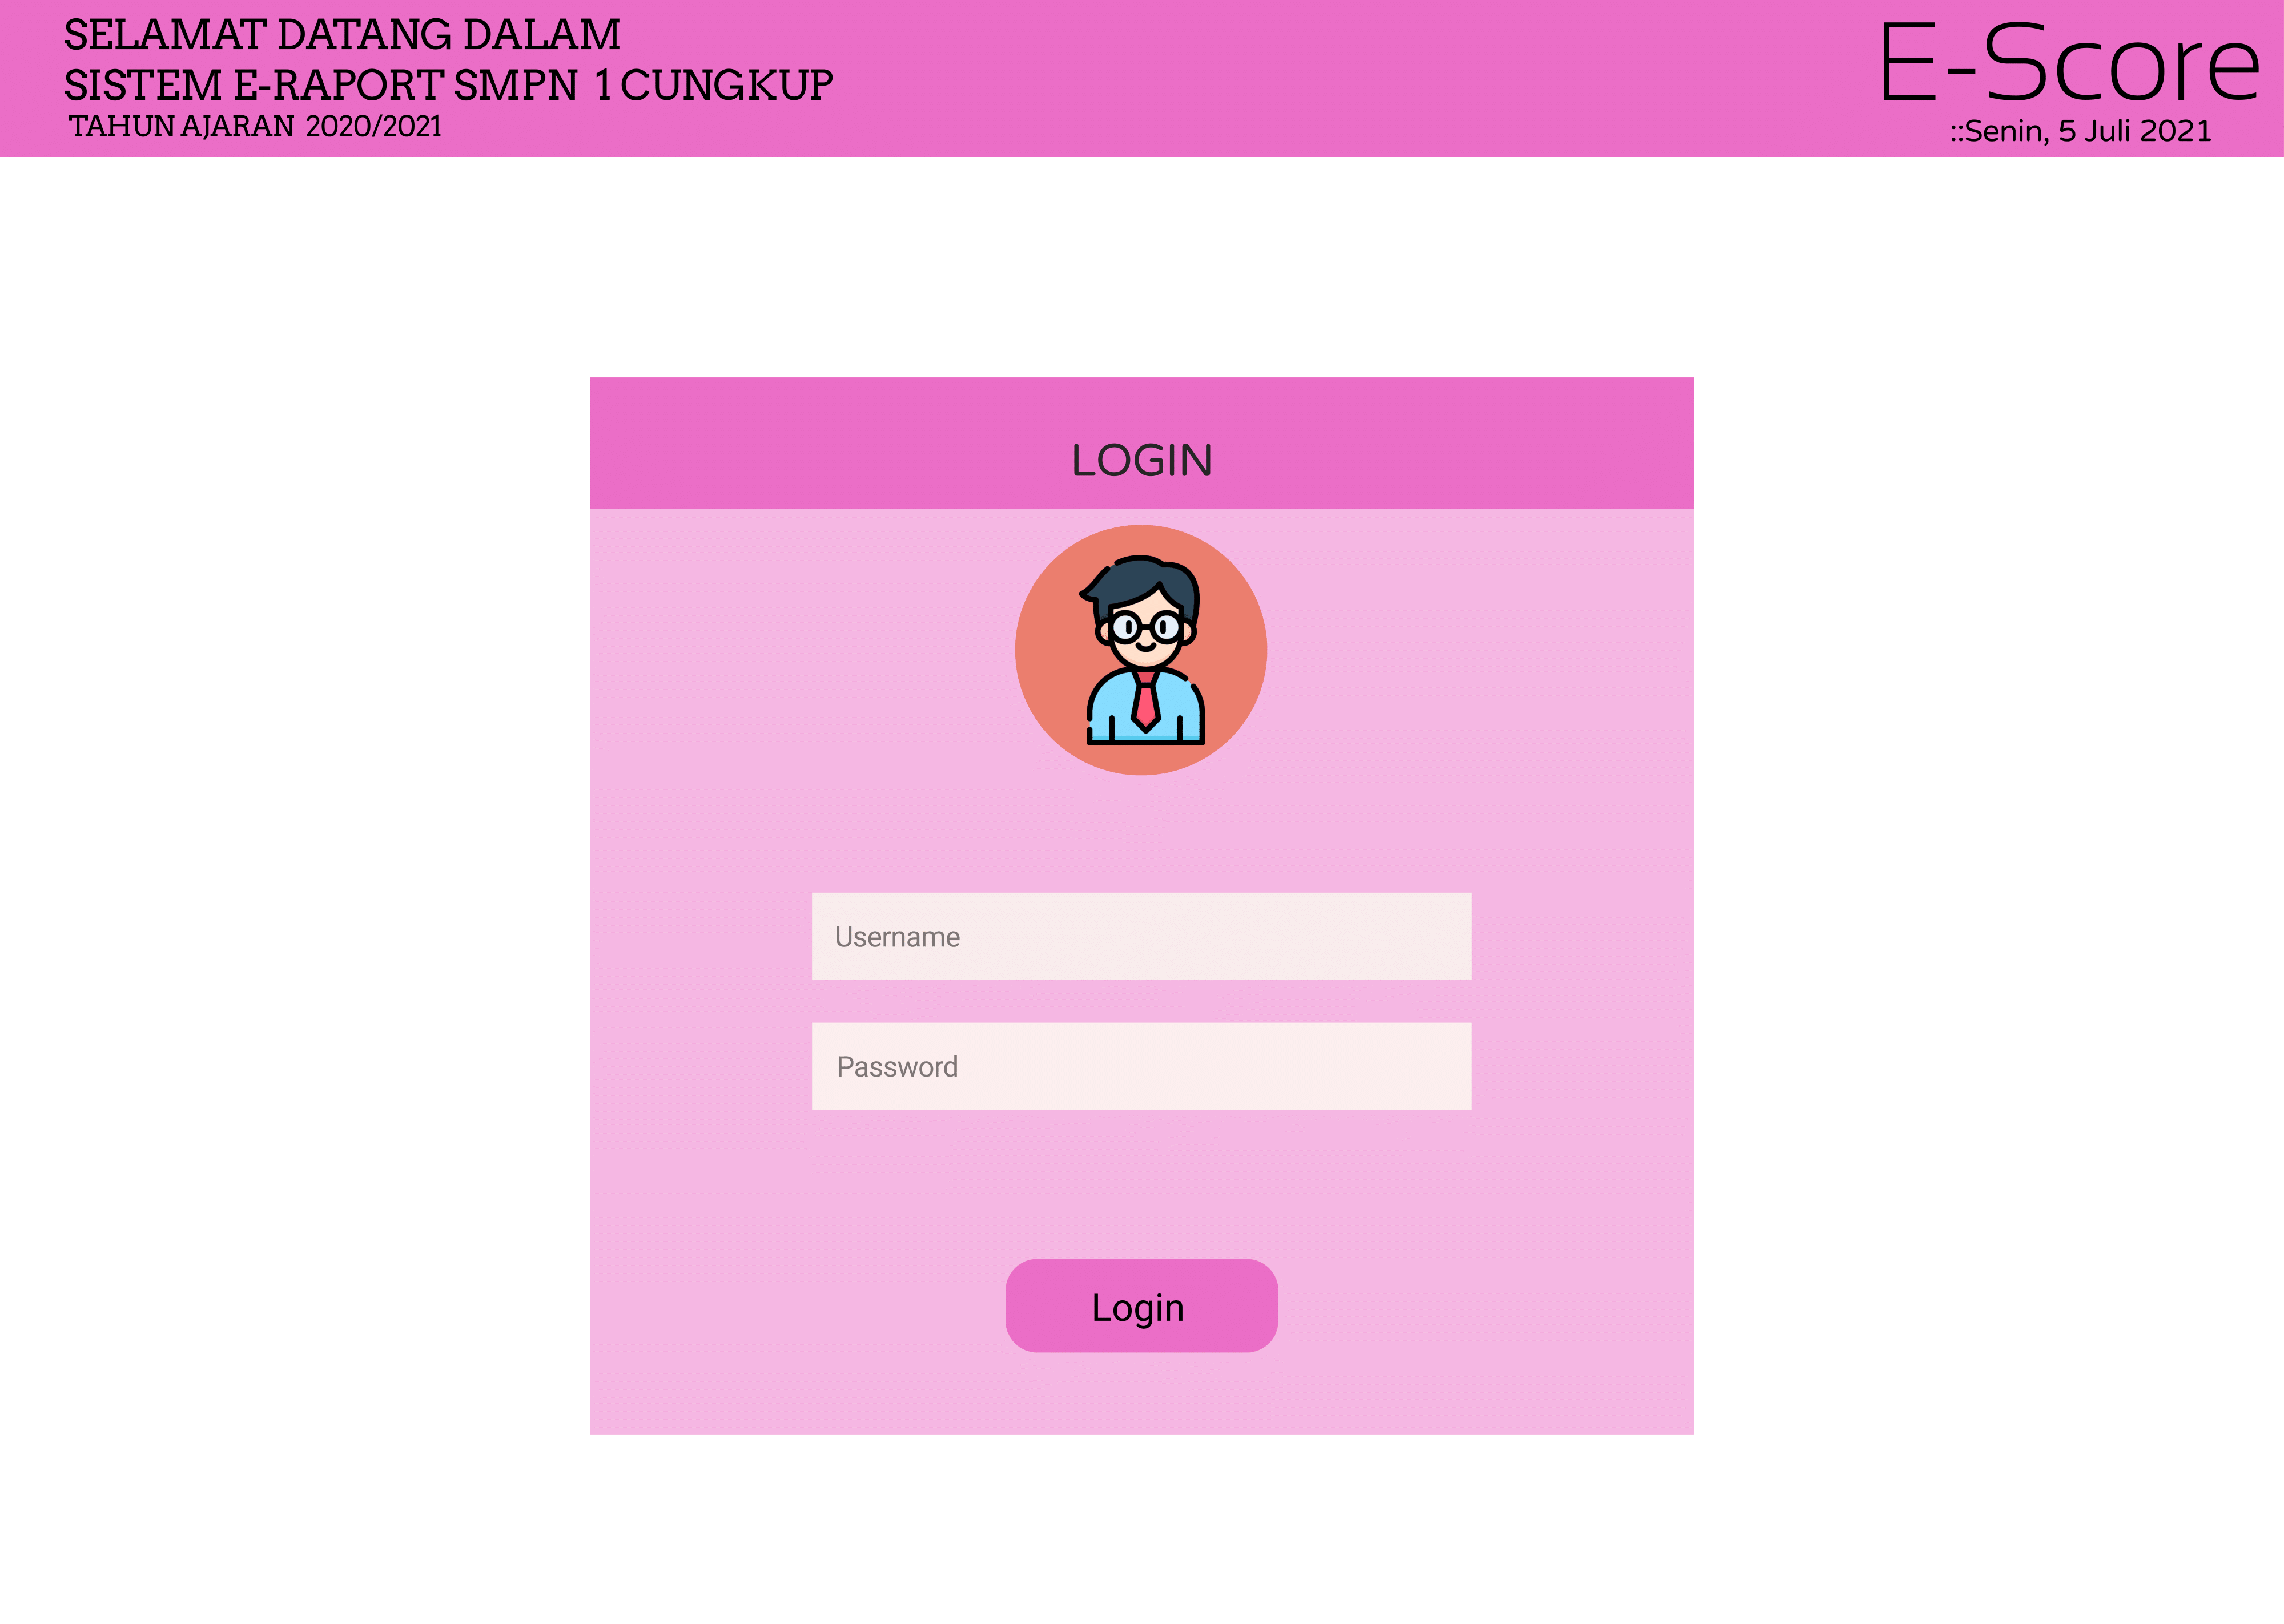 SELAMAT DATANG DALAM
SISTEM E-RAPORT SMPN 1 CUNGKUP
TAHUN AJARAN 2020/2021
E-Score
::Senin, 5 Juli 2021
LOGIN
Username
Password
Login